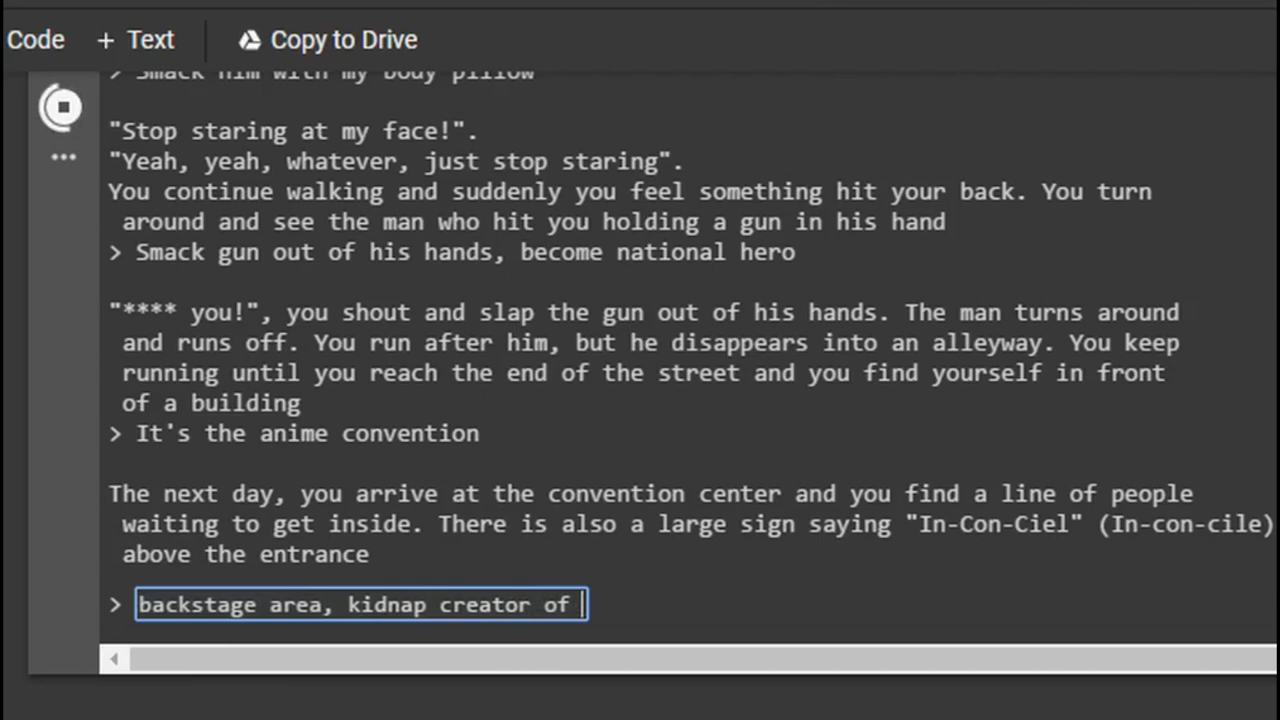 Code + Text Copy to Drive
> Smack him with my body pillow
"Stop staring at my face!".
"Yeah, yeah, whatever, just stop staring".
You continue walking and suddenly you feel something hit your back. You turn
around and see the man who hit you holding a gun in his hand
> Smack gun out of his hands, become national hero
"**** you!", you shout and slap the gun out of his hands. The man turns around
and runs off. You run after him, but he disappears into an alleyway. You keep
running until you reach the end of the street and you find yourself in front
of a building
> It's the anime convention
The next day, you arrive at the convention center and you find a line of people
waiting to get inside. There is also a large sign saying "In-Con-Ciel" (In-con-cile)
above the entrance
> backstage area, kidnap creator of